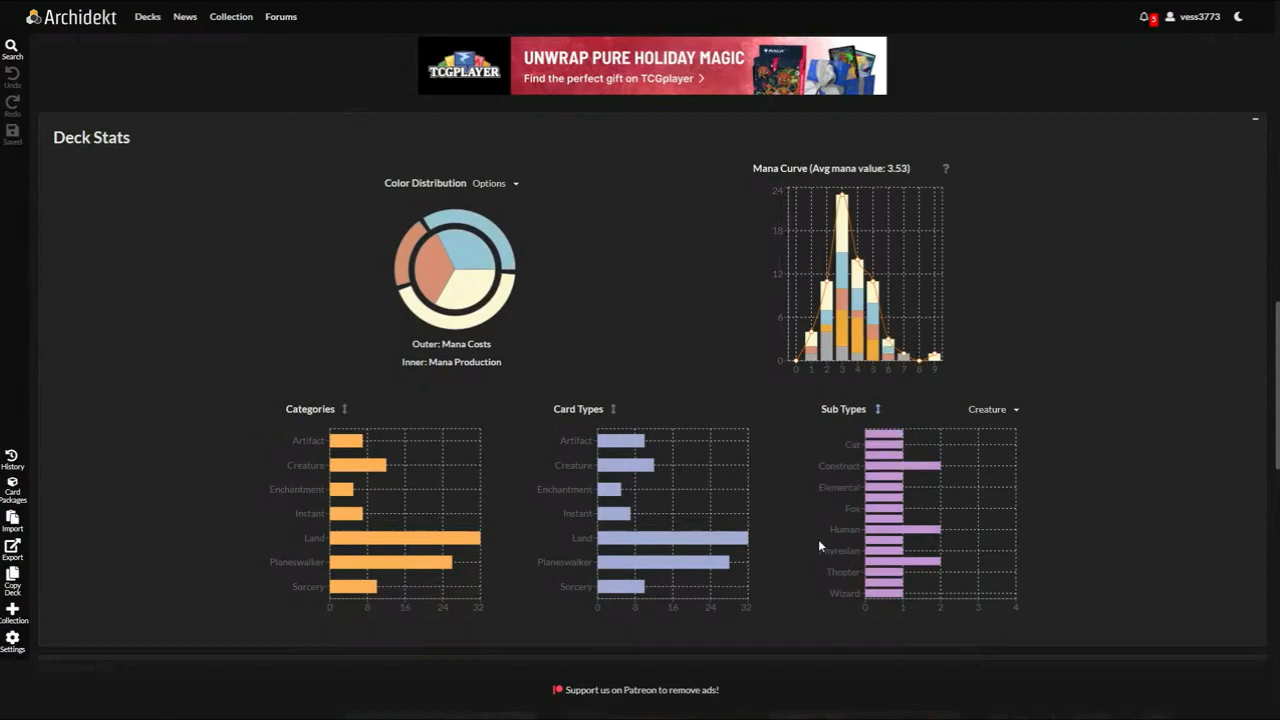 Archidekt Decks News Collection Forums 5 vess3773
Search
Undo
Redo
Saved
TCGPLAYER
UNWRAP PURE HOLIDAY MAGIC
Find the perfect gift on TCGplayer >
MAGIC
Deck Stats
Color Distribution Options
Outer: Mana Costs
Inner: Mana Production
Mana Curve (Avg mana value: 3.53) ?
24
18
12
6
0
0 1 2 3 4 5 6 7 8 9
Categories
Artifact
Creature
Enchantment
Instant
Land
Planeswalker
Sorcery
0 8 16 24 32
Card Types
Artifact
Creature
Enchantment
Instant
Land
Planeswalker
Sorcery
0 8 16 24 32
Sub Types Creature
Cat
Construct
Elemental
Fox
Human
hyrexian
Thopter
Wizard
0 1 2 3 4
History
Card
Packages
Import
Export
Copy
Deck
Collection
Settings
Support us on Patreon to remove ads!